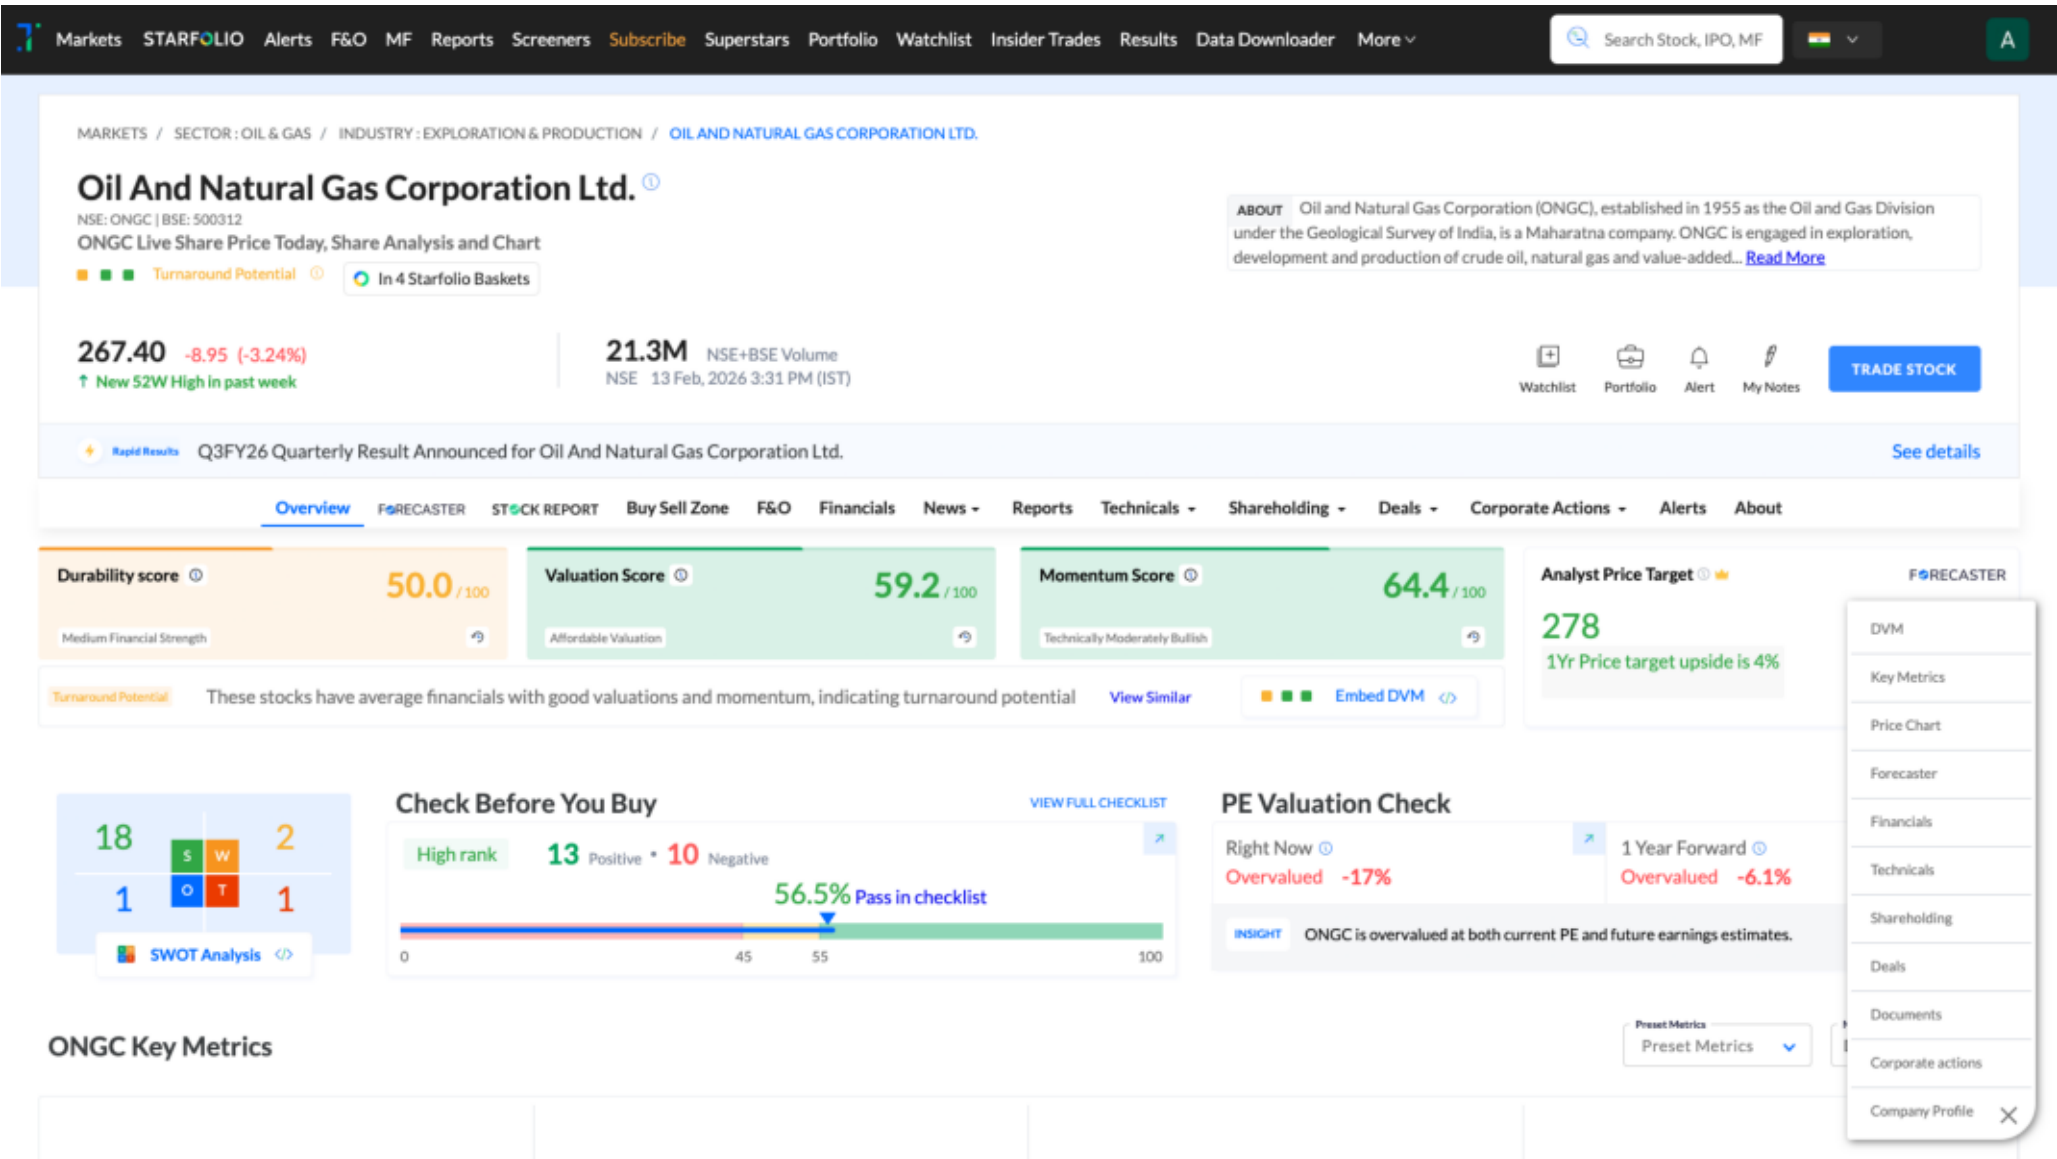 Markets STARFOLIO Alerts F&O MF Reports Screeners Subscribe Superstars Portfolio Watchlist Insider Trades Results Data Downloader More Search Stock, IPO, MF A
MARKETS / SECTOR : OIL & GAS / INDUSTRY : EXPLORATION & PRODUCTION / OIL AND NATURAL GAS CORPORATION LTD.
Oil And Natural Gas Corporation Ltd.
NSE: ONGC | BSE: 500312
ONGC Live Share Price Today, Share Analysis and Chart
Turnaround Potential In 4 Starfolio Baskets
ABOUT Oil and Natural Gas Corporation (ONGC), established in 1955 as the Oil and Gas Division
under the Geological Survey of India, is a Maharatna company. ONGC is engaged in exploration,
development and production of crude oil, natural gas and value-added... Read More
267.40 -8.95 (-3.24%)
New 52W High in past week
21.3M NSE+BSE Volume
NSE 13 Feb, 2026 3:31 PM (IST)
Watchlist Portfolio Alert My Notes TRADE STOCK
Rapid Results Q3FY26 Quarterly Result Announced for Oil And Natural Gas Corporation Ltd. See details
Overview FORECASTER STOCK REPORT Buy Sell Zone F&O Financials News Reports Technicals Shareholding Deals Corporate Actions Alerts About
Durability score 50.0 / 100
Medium Financial Strength
Valuation Score 59.2 / 100
Affordable Valuation
Momentum Score 64.4 / 100
Technically Moderately Bullish
Analyst Price Target FORECASTER
278
1Yr Price target upside is 4%
Turnaround Potential These stocks have average financials with good valuations and momentum, indicating turnaround potential View Similar Embed DVM </>
18 S W 2
1 O T 1
SWOT Analysis </>
Check Before You Buy VIEW FULL CHECKLIST
High rank 13 Positive • 10 Negative
56.5% Pass in checklist
0 45 55 100
PE Valuation Check
Right Now
Overvalued -17%
1 Year Forward
Overvalued -6.1%
INSIGHT ONGC is overvalued at both current PE and future earnings estimates.
ONGC Key Metrics
Preset Metrics
Preset Metrics
DVM
Key Metrics
Price Chart
Forecaster
Financials
Technicals
Shareholding
Deals
Documents
Corporate actions
Company Profile